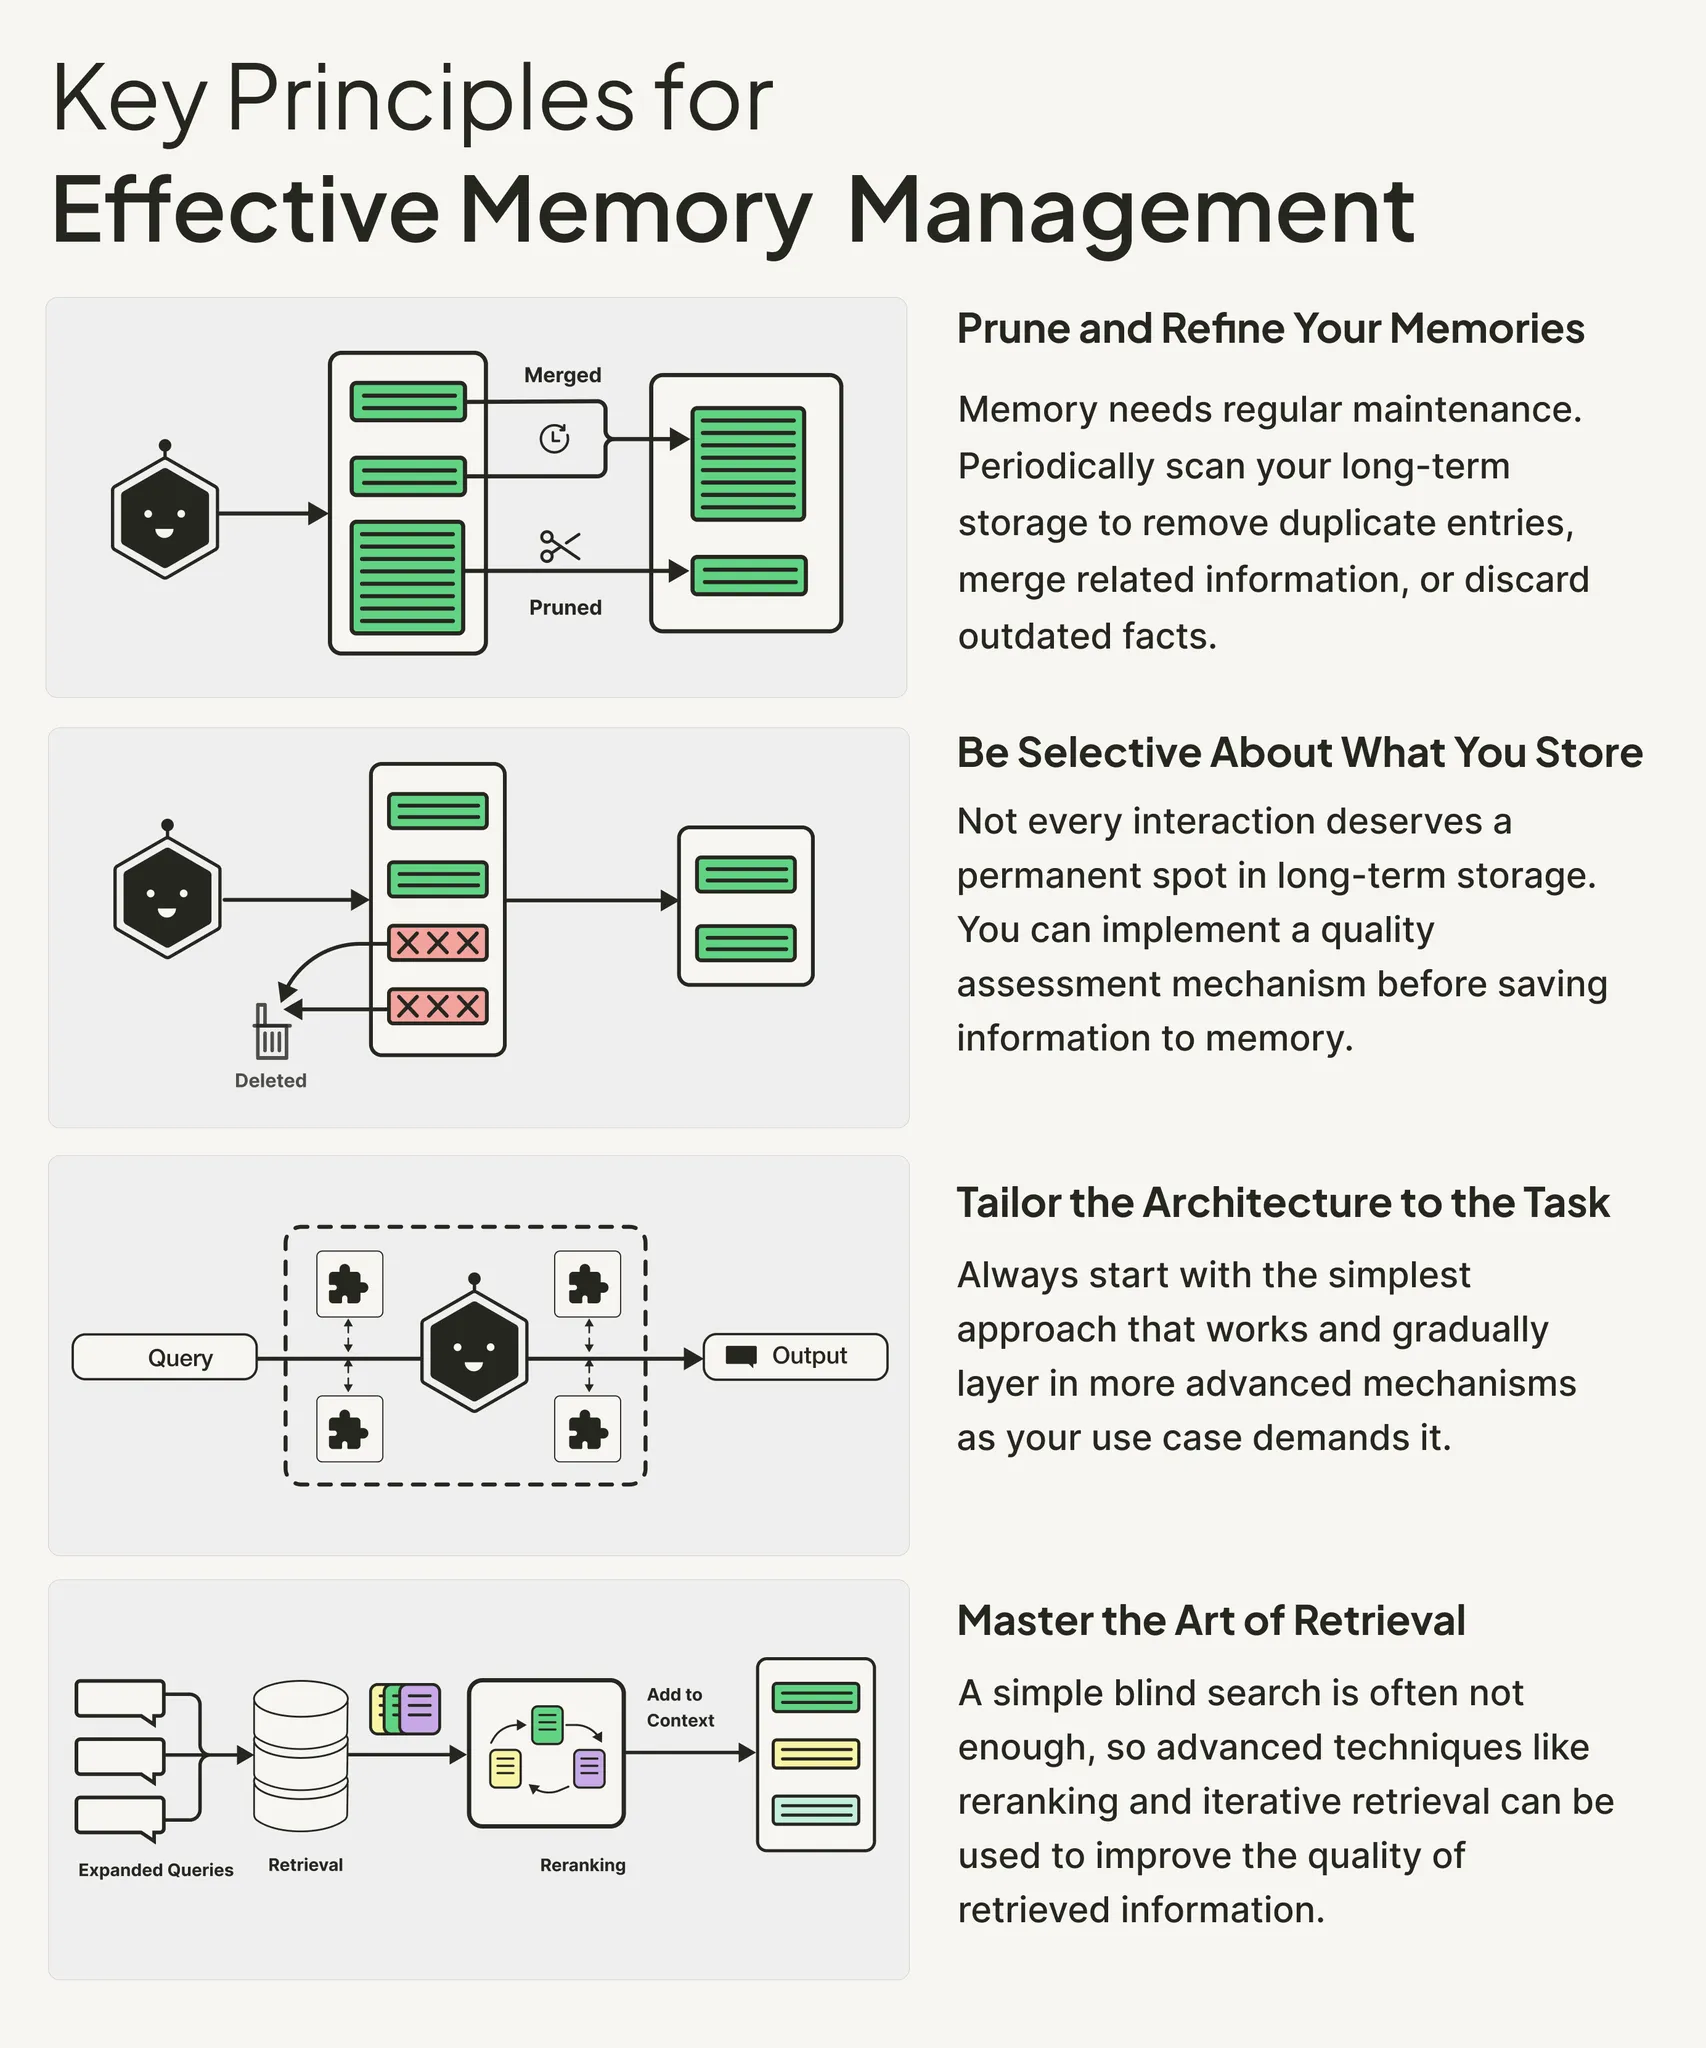 Key Principles for
Effective Memory Management
Merged
Pruned
Prune and Refine Your Memories
Memory needs regular maintenance.
Periodically scan your long-term
storage to remove duplicate entries,
merge related information, or discard
outdated facts.
Deleted
Be Selective About What You Store
Not every interaction deserves a
permanent spot in long-term storage.
You can implement a quality
assessment mechanism before saving
information to memory.
Query
Output
Tailor the Architecture to the Task
Always start with the simplest
approach that works and gradually
layer in more advanced mechanisms
as your use case demands it.
Expanded Queries
Retrieval
Reranking
Add to
Context
Master the Art of Retrieval
A simple blind search is often not
enough, so advanced techniques like
reranking and iterative retrieval can be
used to improve the quality of
retrieved information.